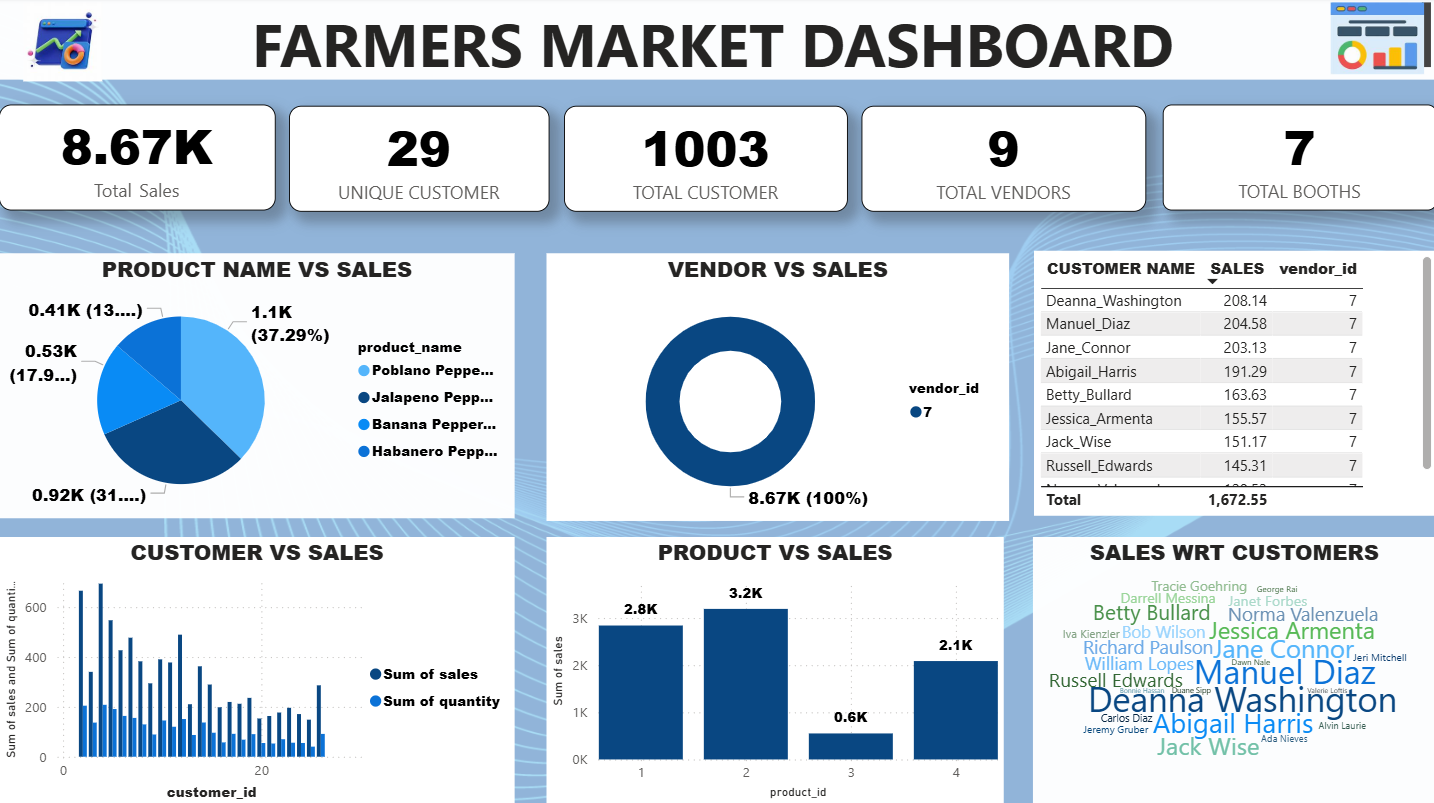 FARMERS MARKET DASHBOARD
8.67K
Total Sales
29
UNIQUE CUSTOMER
1003
TOTAL CUSTOMER
9
TOTAL VENDORS
7
TOTAL BOOTHS
PRODUCT NAME VS SALES
0.41K (13....)
1.1K
(37.29%)
0.53K
(17.9...)
0.92K (31....)
product_name
Poblano Peppe...
Jalapeno Pepp...
Banana Pepper...
Habanero Pepp...
VENDOR VS SALES
8.67K (100%)
vendor_id
7
CUSTOMER NAME SALES vendor_id
Deanna_Washington 208.14 7
Manuel_Diaz 204.58 7
Jane_Connor 203.13 7
Abigail_Harris 191.29 7
Betty_Bullard 163.63 7
Jessica_Armenta 155.57 7
Jack_Wise 151.17 7
Russell_Edwards 145.31 7
Total 1,672.55
CUSTOMER VS SALES
Sum of sales and Sum of quanti...
600
400
200
0
0 20
customer_id
Sum of sales
Sum of quantity
PRODUCT VS SALES
Sum of sales
3K
2K
1K
0K
2.8K
3.2K
0.6K
2.1K
1 2 3 4
product_id
SALES WRT CUSTOMERS
Tracie Goehring
George Rai
Darrell Messina
Janet Forbes
Betty Bullard
Norma Valenzuela
Iva Kienzler
Bob Wilson
Jessica Armenta
Richard Paulson
Jane Connor
Jeri Mitchell
William Lopes
Dawn Nale
Manuel Diaz
Russell Edwards
Bonnie Hassan
Duane Sipp
Valerie Loftis
Deanna Washington
Carlos Diaz
Abigail Harris
Alvin Laurie
Jeremy Gruber
Ada Nieves
Jack Wise